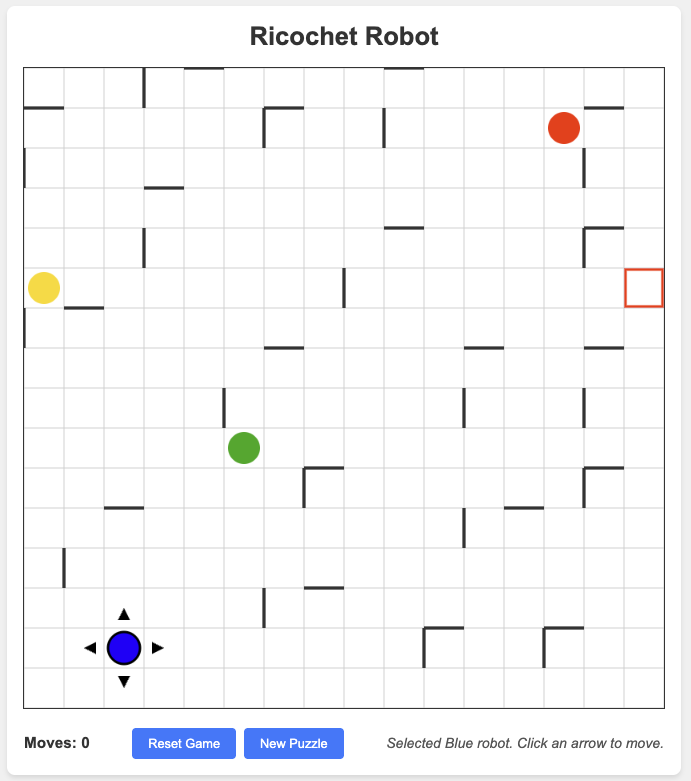 Ricochet Robot
Moves: 0
Reset Game
New Puzzle
Selected Blue robot. Click an arrow to move.